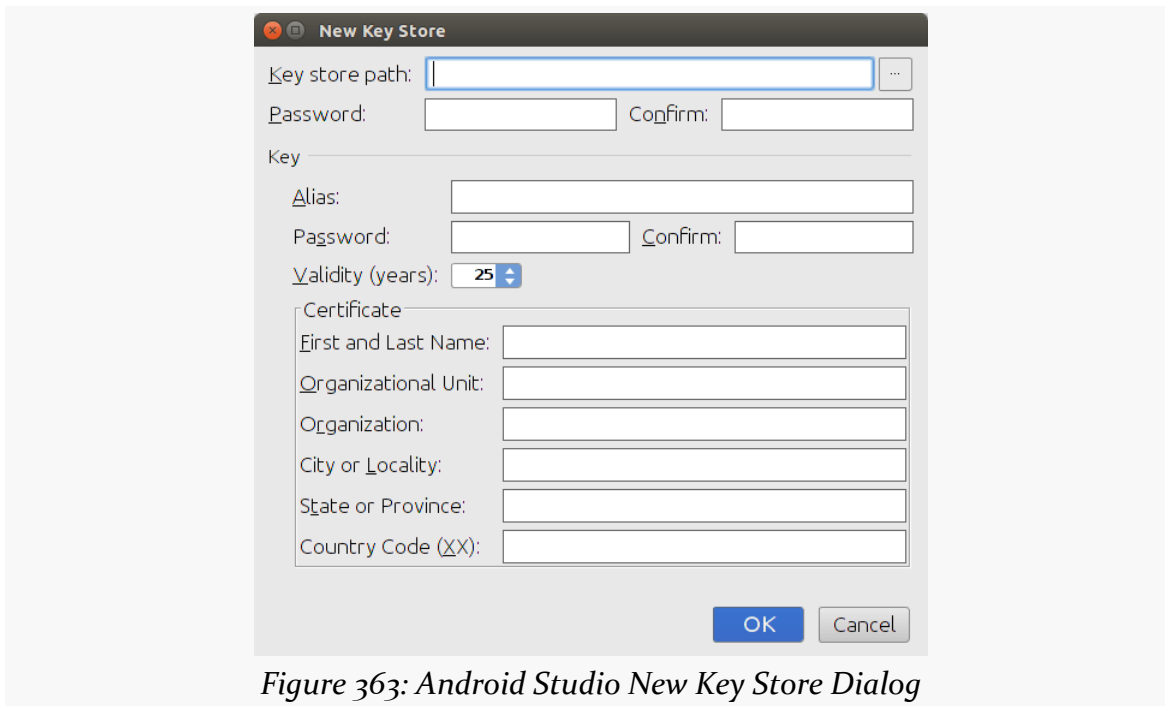 New Key Store
Key store path: ...
Password: Confirm:
Key
Alias:
Password: Confirm:
Validity (years): 25
Certificate
First and Last Name:
Organizational Unit:
Organization:
City or Locality:
State or Province:
Country Code (XX):
OK Cancel
Figure 363: Android Studio New Key Store Dialog